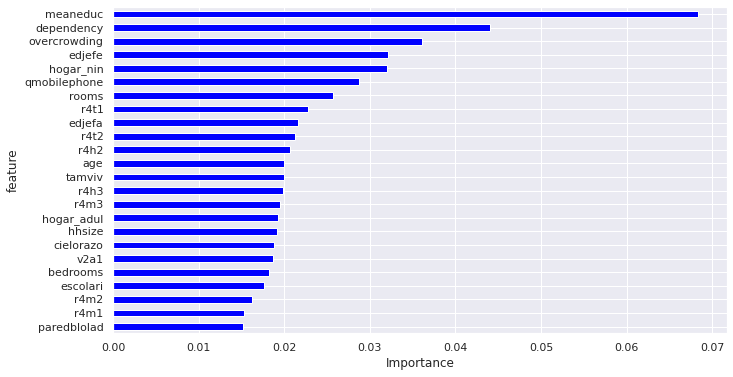 meaneduc
dependency
overcrowding
edjefe
hogar_nin
qmobilephone
rooms
r4t1
edjefa
r4t2
r4h2
age
tamviv
r4h3
r4m3
hogar_adul
hhsize
cielorazo
v2a1
bedrooms
escolari
r4m2
r4m1
paredblolad
feature
0.00 0.01 0.02 0.03 0.04 0.05 0.06 0.07
Importance